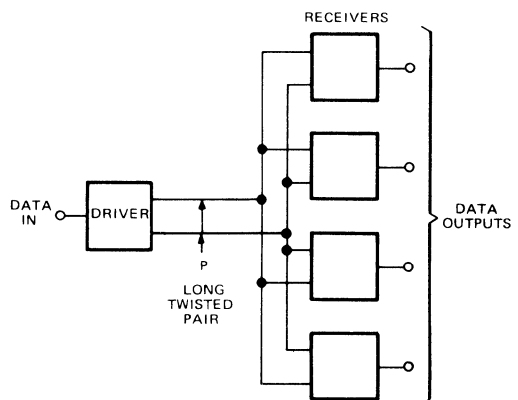 RECEIVERS
DATA
IN
DRIVER
P
LONG
TWISTED
PAIR
DATA
OUTPUTS